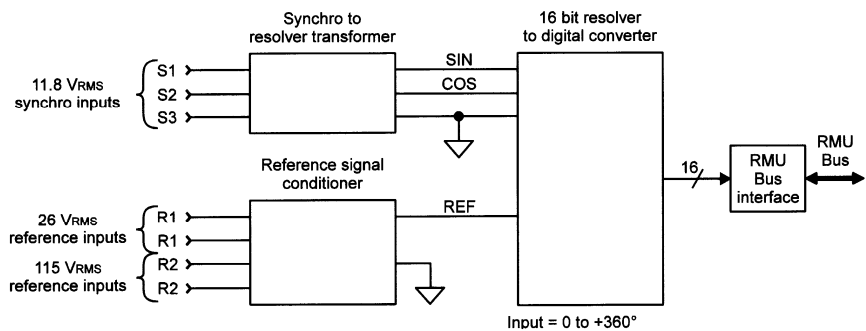 Synchro to
resolver transformer
16 bit resolver
to digital converter
11.8 VRMS
synchro inputs
S1
S2
S3
SIN
COS
Reference signal
conditioner
26 VRMS
reference inputs
115 VRMS
reference inputs
R1
R1
R2
R2
REF
16
RMU
Bus
interface
RMU
Bus
Input = 0 to +360°